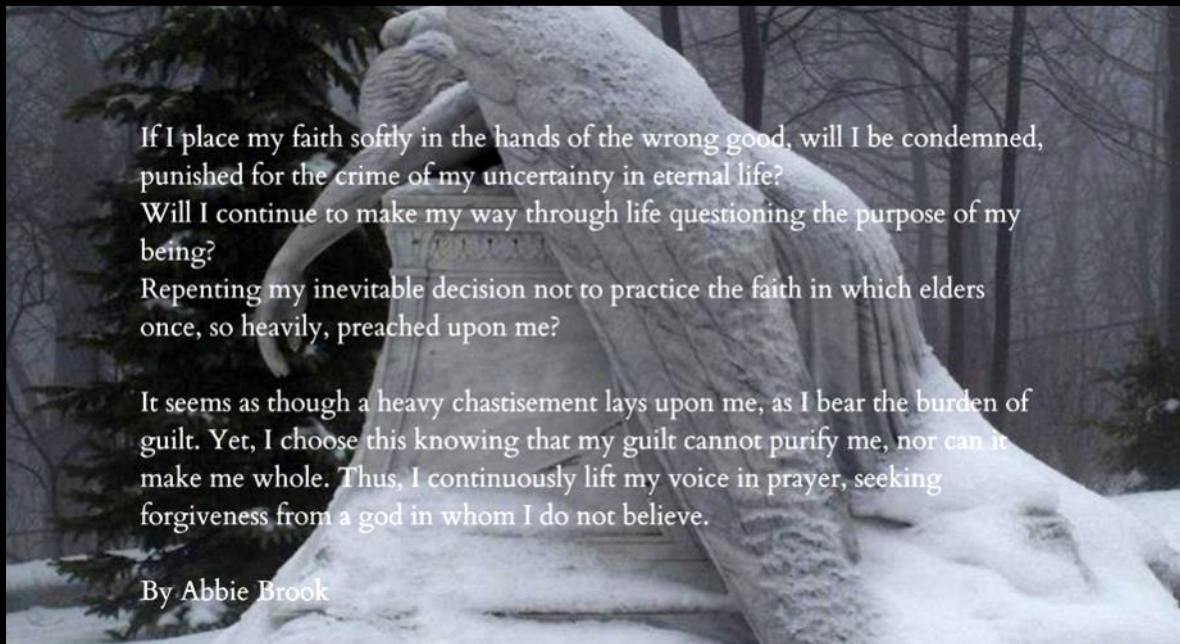 If I place my faith softly in the hands of the wrong good, will I be condemned,
punished for the crime of my uncertainty in eternal life?
Will I continue to make my way through life questioning the purpose of my
being?
Repenting my inevitable decision not to practice the faith in which elders
once, so heavily, preached upon me?
It seems as though a heavy chastisement lays upon me, as I bear the burden of
guilt. Yet, I choose this knowing that my guilt cannot purify me, nor can it
make me whole. Thus, I continuously lift my voice in prayer, seeking
forgiveness from a god in whom I do not believe.
By Abbie Brook